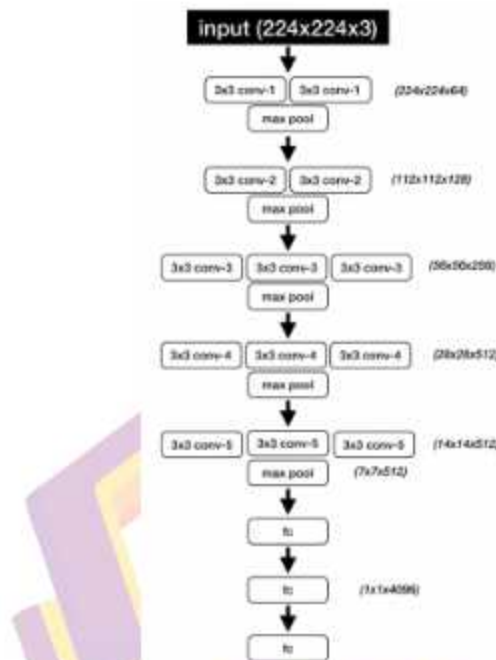 input (224x224x3)
3x3 conv-1 3x3 conv-1 (224x224x64)
max pool
3x3 conv-2 3x3 conv-2 (112x112x128)
max pool
3x3 conv-3 3x3 conv-3 3x3 conv-3 (56x56x256)
max pool
3x3 conv-4 3x3 conv-4 3x3 conv-4 (28x28x512)
max pool
3x3 conv-5 3x3 conv-5 3x3 conv-5 (14x14x512)
max pool (7x7x512)
fc
fc (1x1x4096)
fc